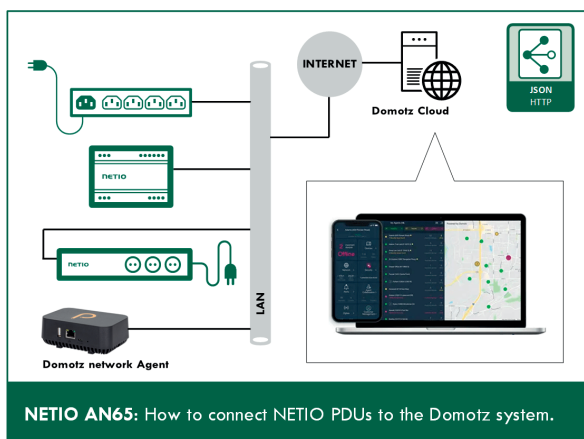 INTERNET
Domotz Cloud
JSON
HTTP
NETIO
NETIO
LAN
Domotz network Agent
Offline
NETIO AN65: How to connect NETIO PDUs to the Domotz system.